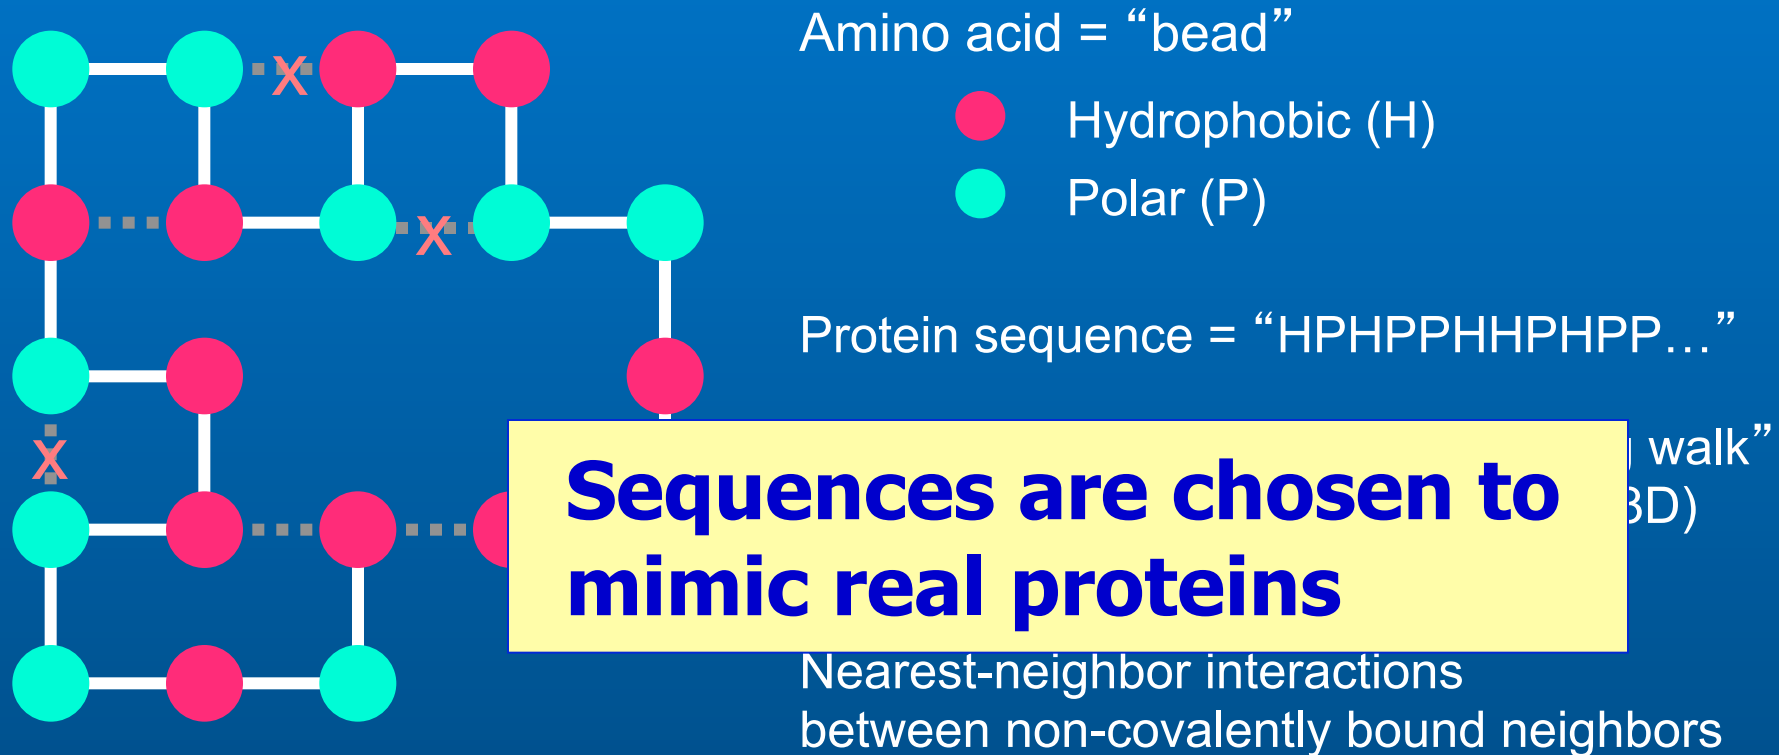 Amino acid = “bead”
Hydrophobic (H)
Polar (P)
Protein sequence = “HPHPPHHPHPP…”
walk”
3D)
Sequences are chosen to
mimic real proteins
Nearest-neighbor interactions
between non-covalently bound neighbors
X
X
X